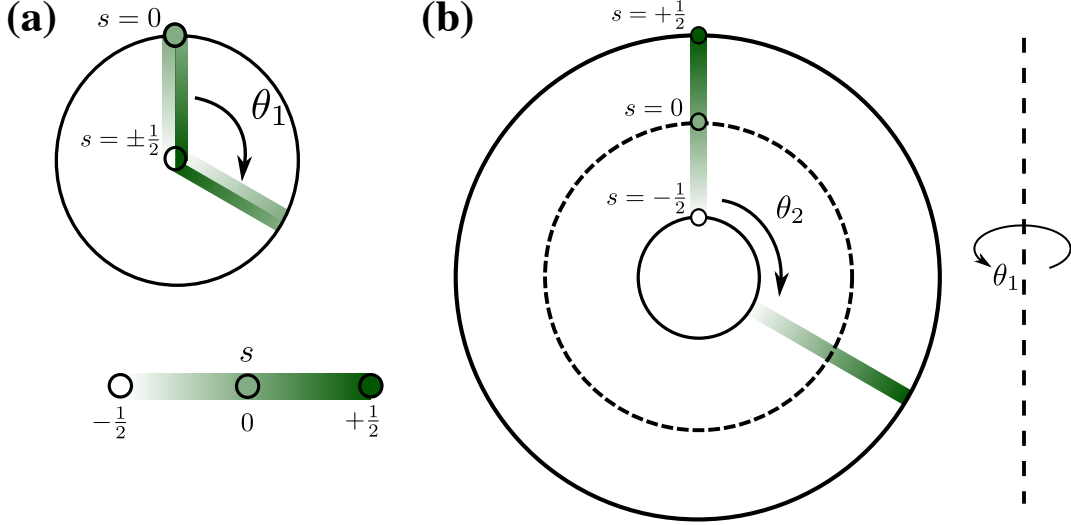 (a)
s = 0
θ₁
s = ±½
s
−½
0
+½
(b)
s = +½
s = 0
s = −½
θ₂
θ₁